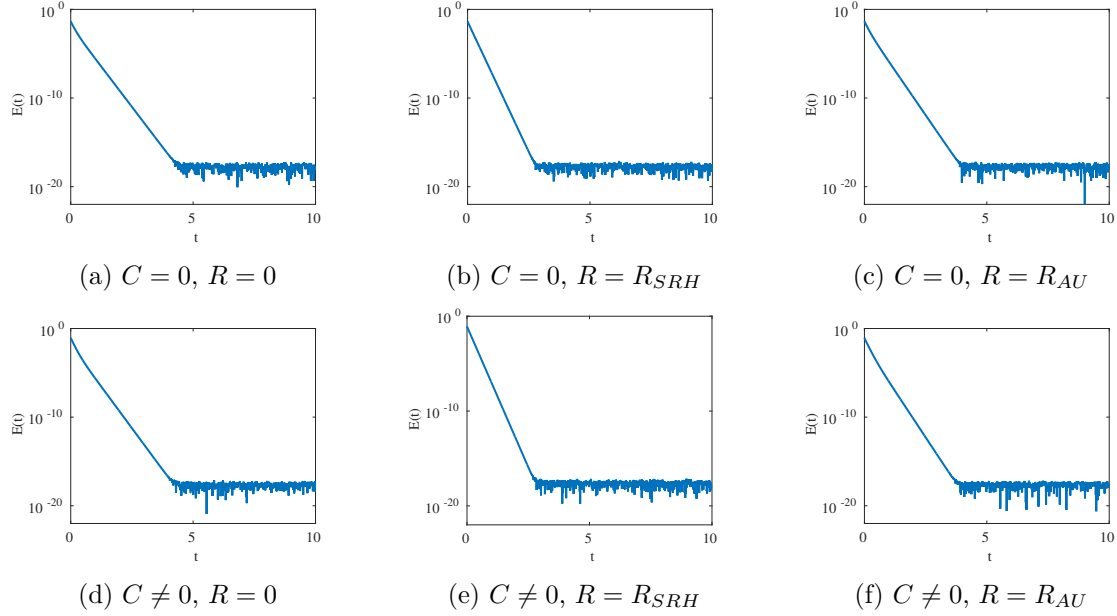 10^0
10^-10
10^-20
E(t)
0
5
10
t
(a) C = 0, R = 0
10^0
10^-10
10^-20
E(t)
0
5
10
t
(b) C = 0, R = R_SRH
10^0
10^-10
10^-20
E(t)
0
5
10
t
(c) C = 0, R = R_AU
10^0
10^-10
10^-20
E(t)
0
5
10
t
(d) C ≠ 0, R = 0
10^0
10^-10
10^-20
E(t)
0
5
10
t
(e) C ≠ 0, R = R_SRH
10^0
10^-10
10^-20
E(t)
0
5
10
t
(f) C ≠ 0, R = R_AU